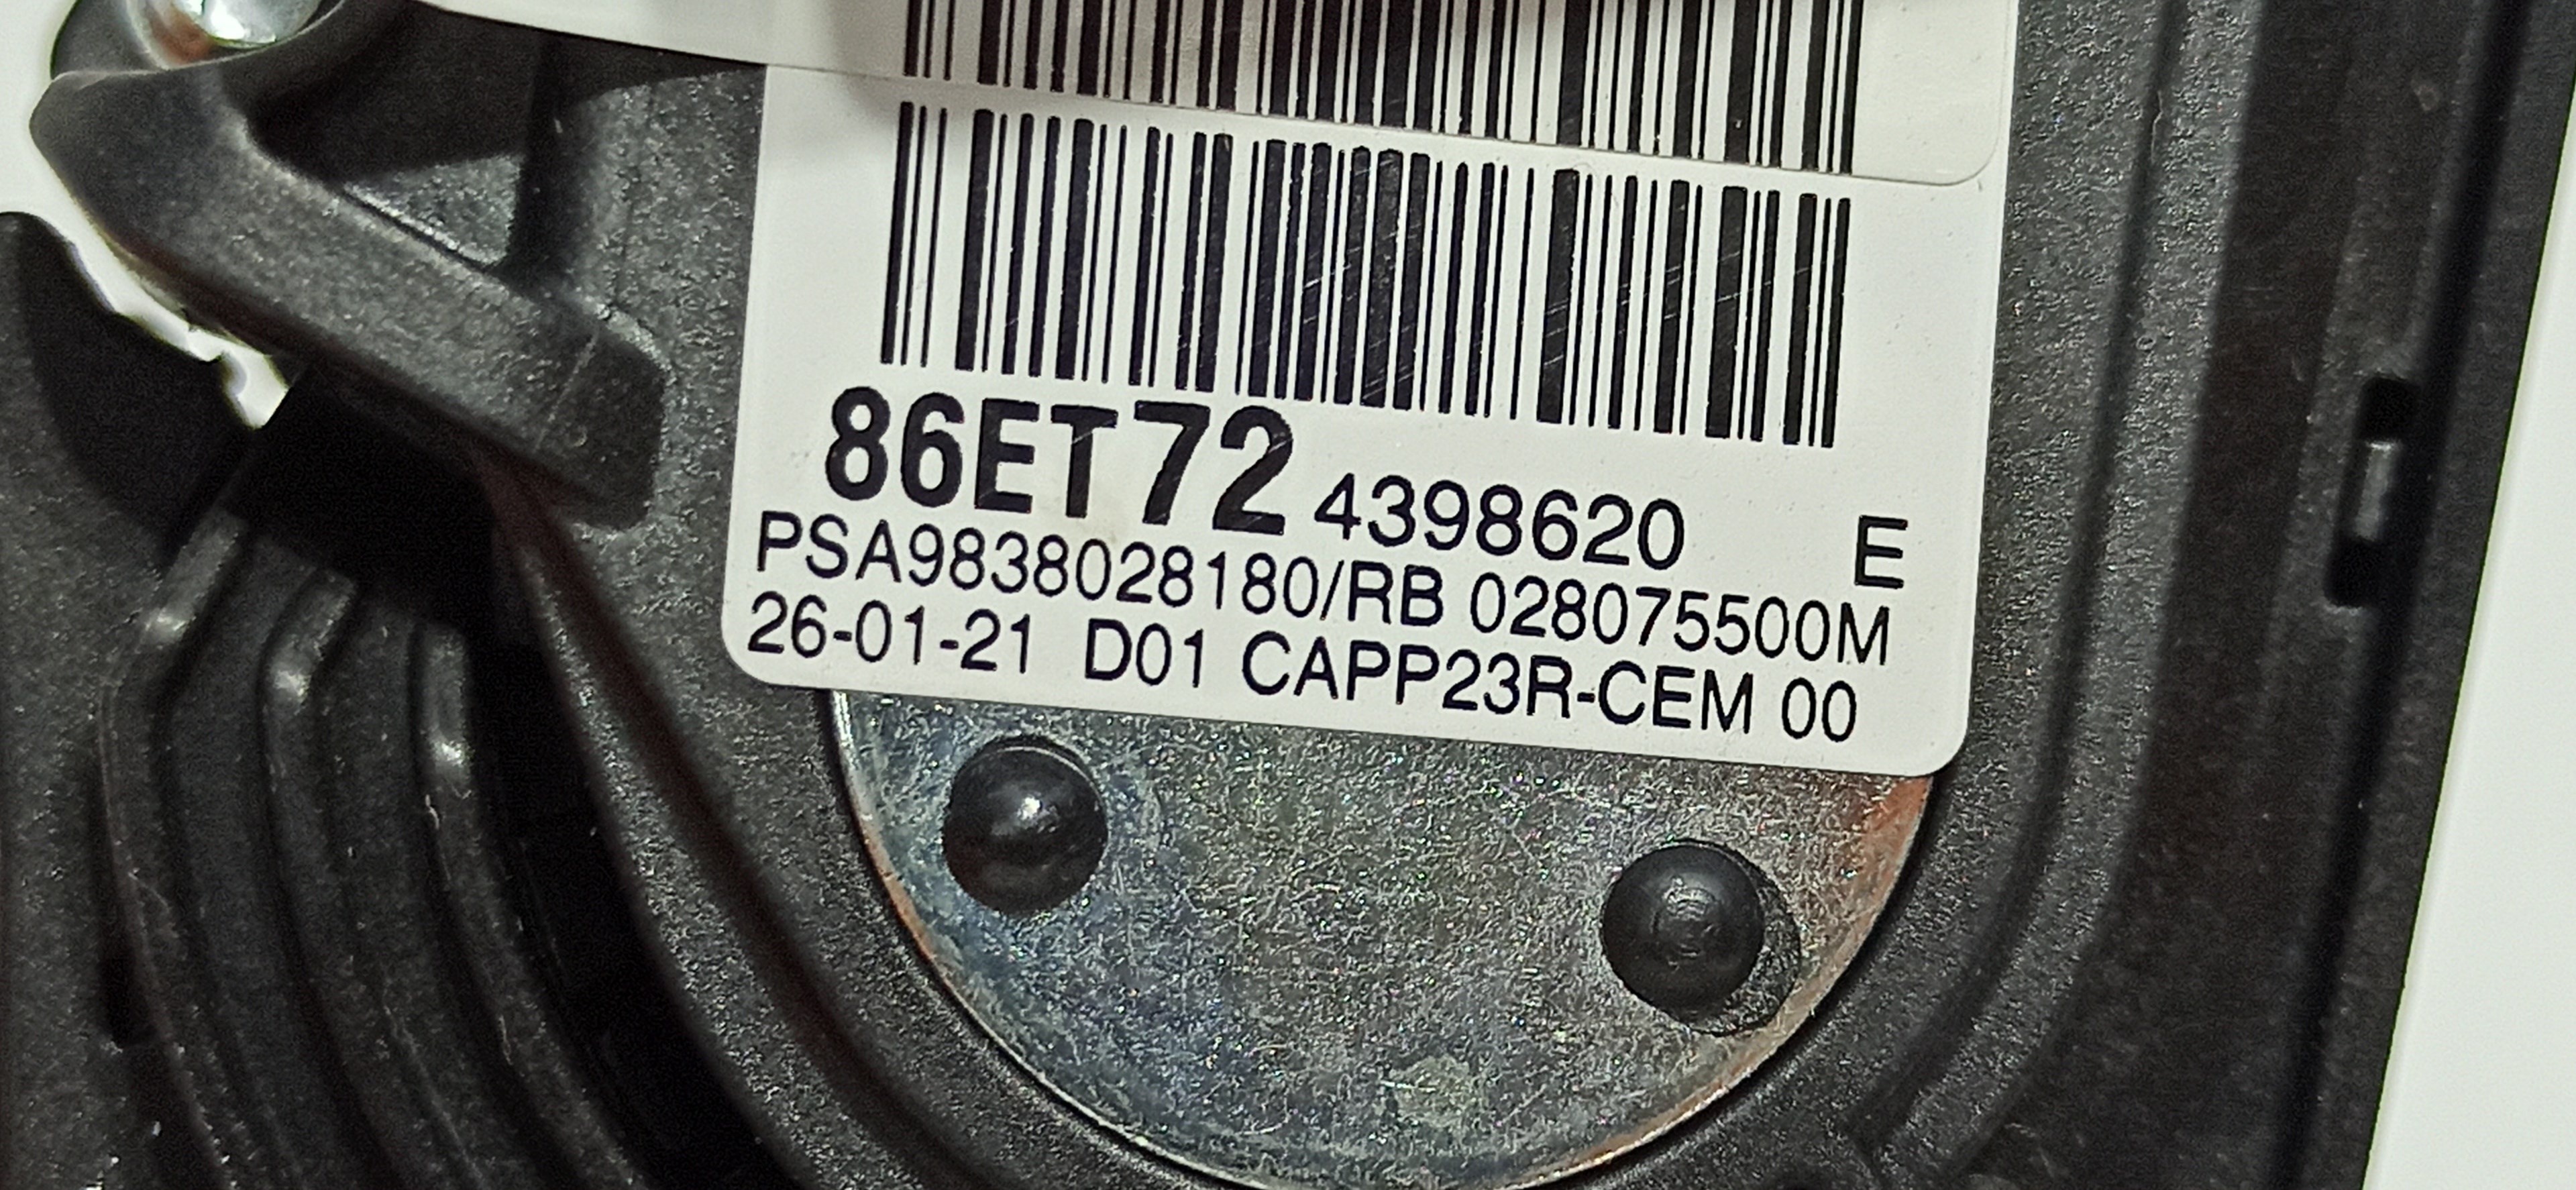 86ET72 4398620 E
PSA9838028180/RB 028075500M
26-01-21 D01 CAPP23R-CEM 00